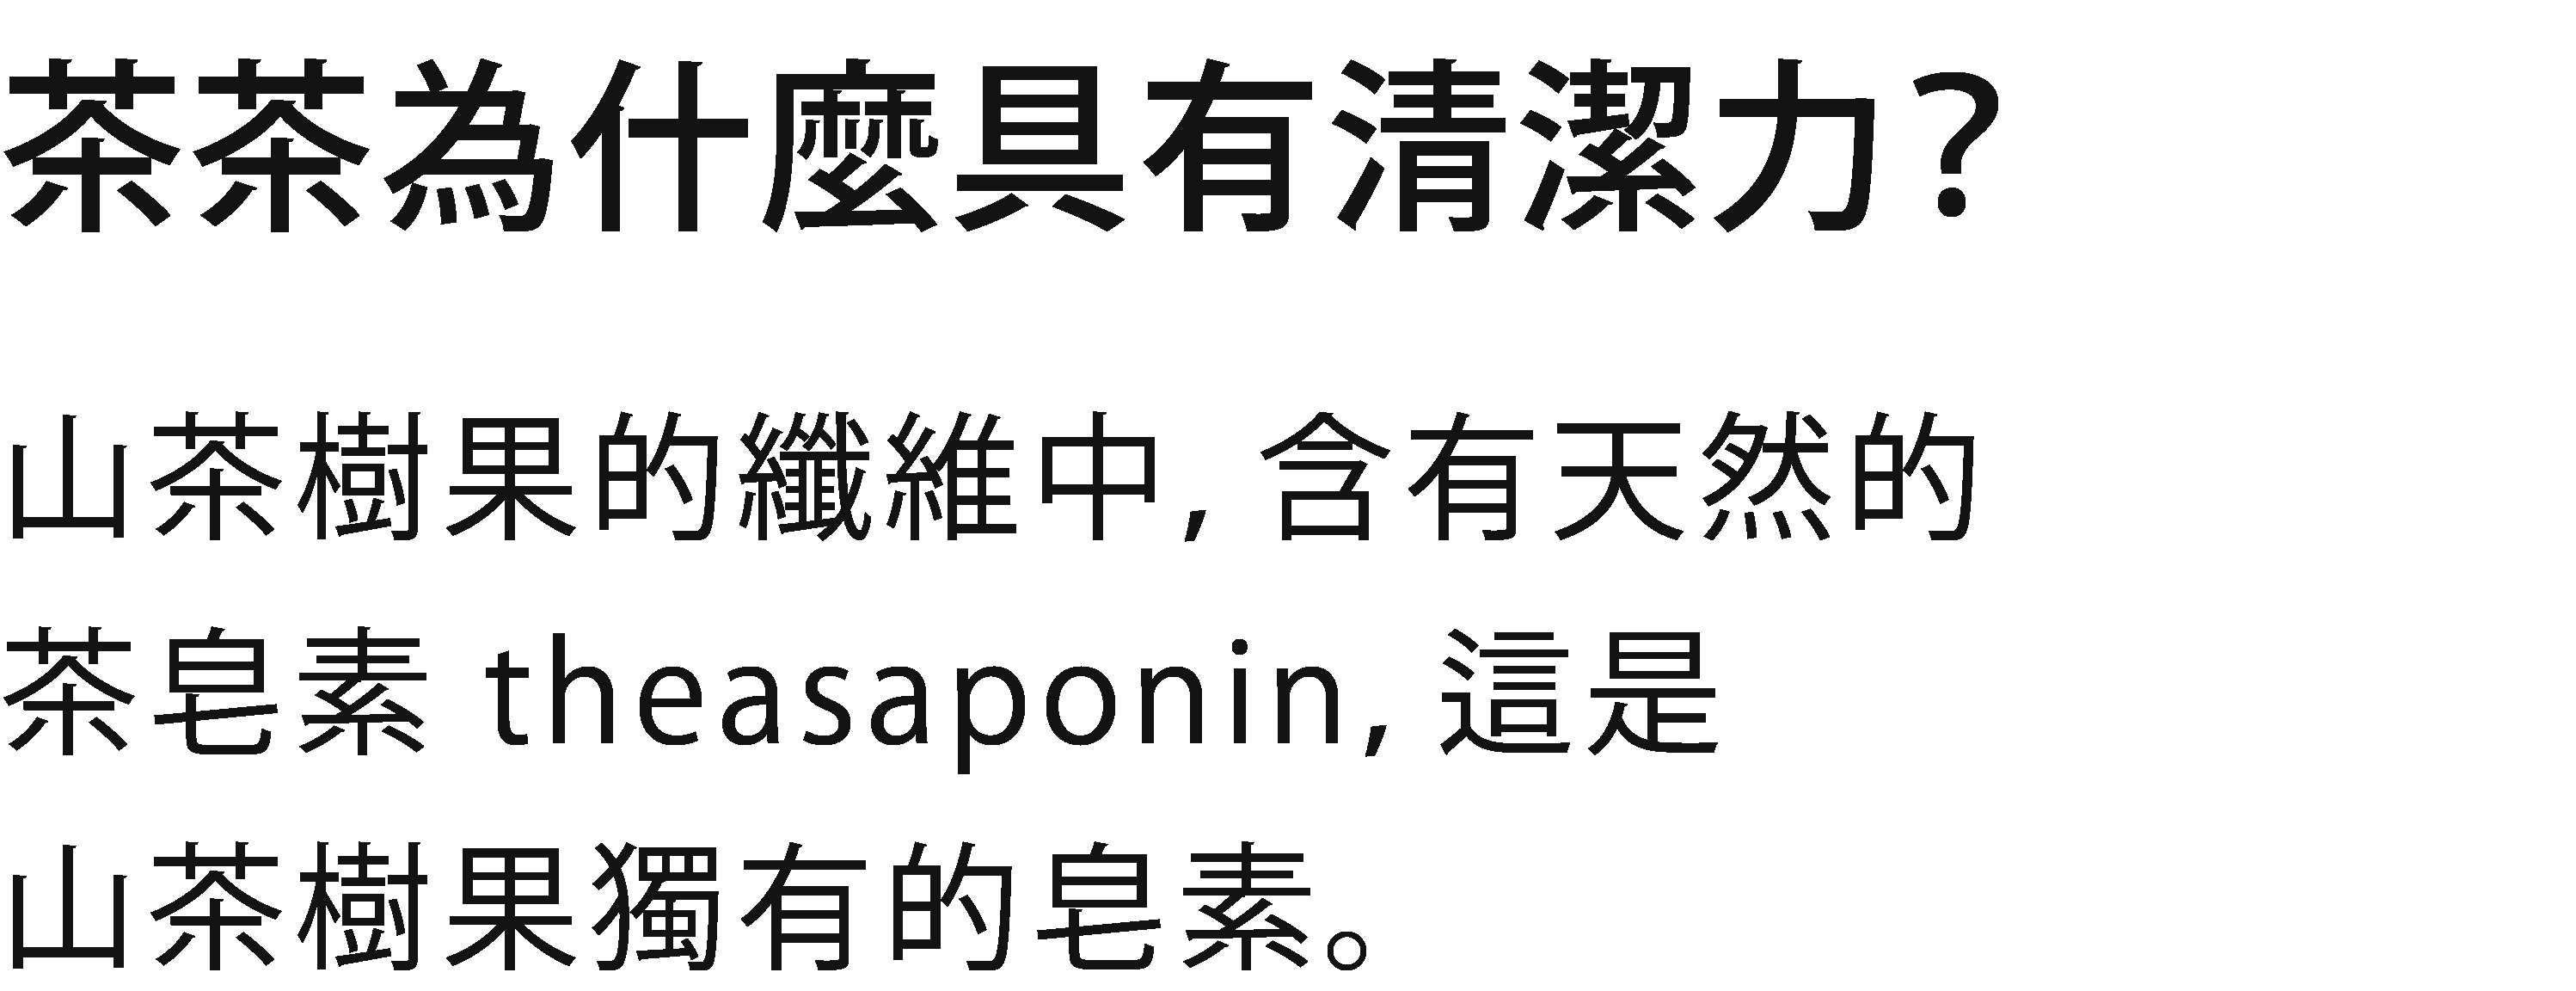 茶茶為什麼具有清潔力？
山茶樹果的纖維中，含有天然的
茶皂素 theasaponin，這是
山茶樹果獨有的皂素。